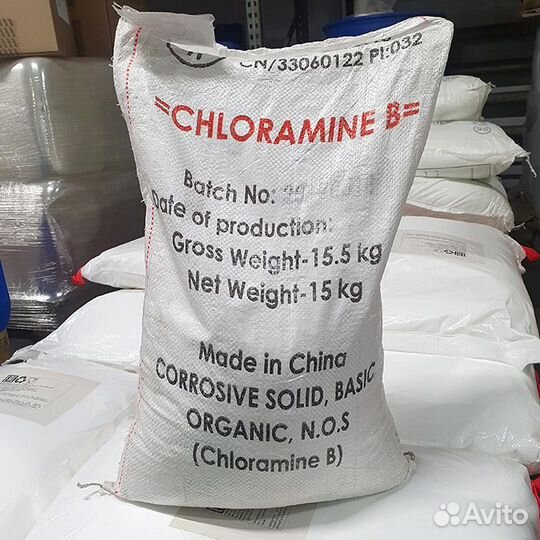 CN/33060122 PI:032
=CHLORAMINE B=
Batch No:
Date of production:
Gross Weight-15.5 kg
Net Weight-15 kg
Made in China
CORROSIVE SOLID, BASIC
ORGANIC, N.O.S
(Chloramine B)
Avito